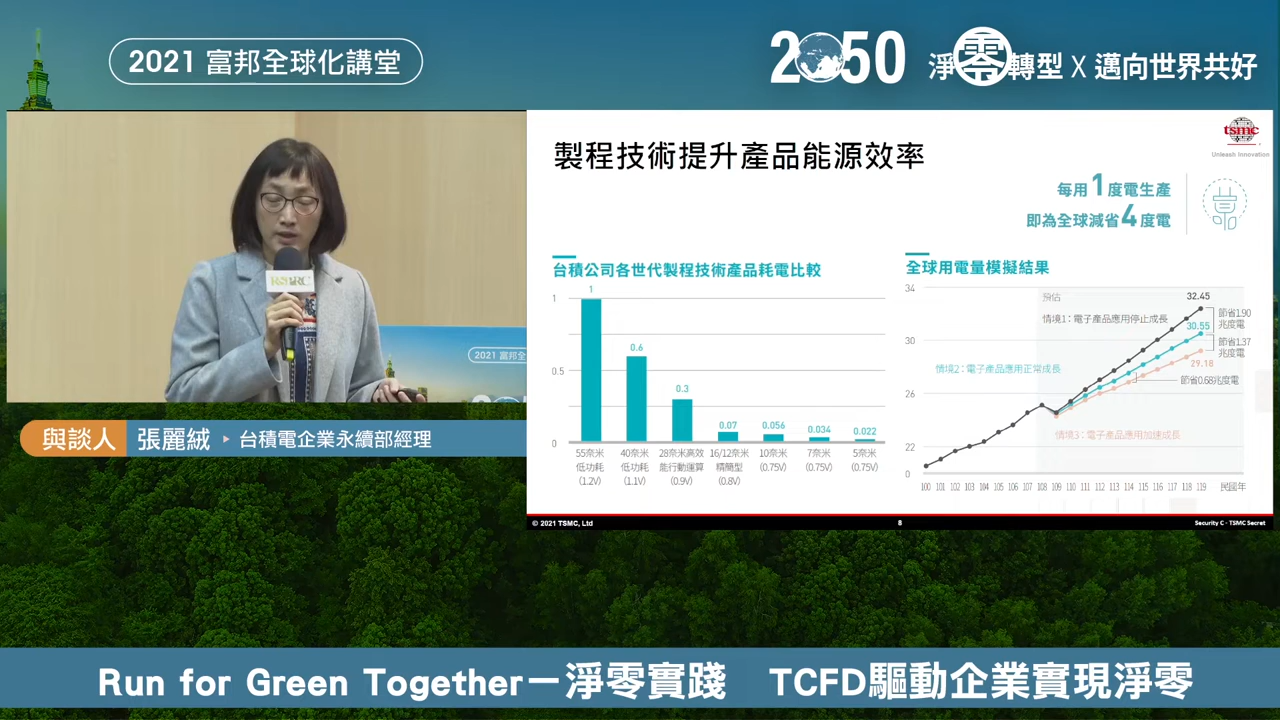 2021 富邦全球化講堂
2050 淨零轉型 X 邁向世界共好
tsmc
Unleash Innovation
製程技術提升產品能源效率
每用1度電生產
即為全球減省4度電
台積公司各世代製程技術產品耗電比較
1
0.5
0
1
0.6
0.3
0.07
0.056
0.034
0.022
55奈米 低功耗 (1.2V)
40奈米 低功耗 (1.1V)
28奈米高效能行動運算 (0.9V)
16/12奈米 精簡型 (0.8V)
10奈米 (0.75V)
7奈米 (0.75V)
5奈米 (0.75V)
全球用電量模擬結果
34
30
26
22
0
預估
情境1：電子產品應用停止成長
情境2：電子產品應用正常成長
情境3：電子產品應用加速成長
32.45
30.55
29.18
節省1.90兆度電
節省1.37兆度電
節省0.68兆度電
100 101 102 103 104 105 106 107 108 109 110 111 112 113 114 115 116 117 118 119 民國年
© 2021 TSMC, Ltd
8
Security C - TSMC Secret
RSPRC
2021 富邦全
與談人 張麗絨 台積電企業永續部經理
Run for Green Together－淨零實踐 TCFD驅動企業實現淨零